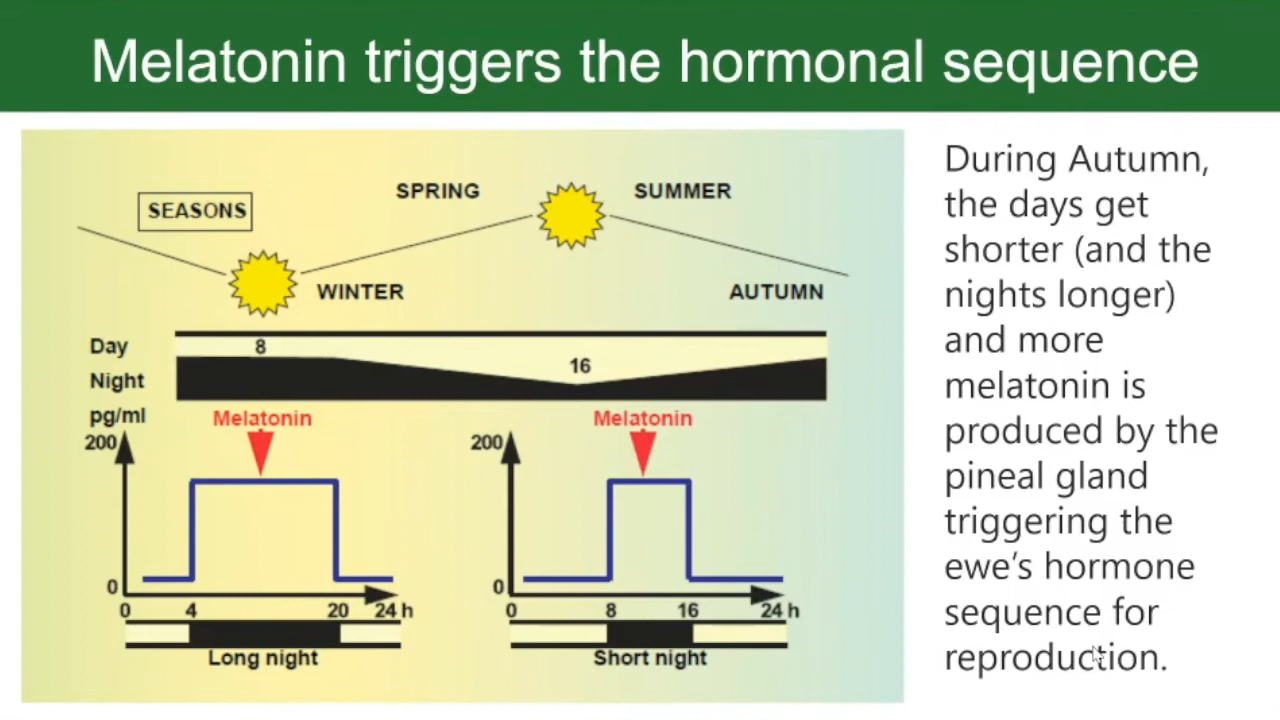 Melatonin triggers the hormonal sequence
SEASONS
SPRING
SUMMER
WINTER
AUTUMN
Day
8
16
Night
pg/ml
Melatonin
200
0
0 4 20 24 h
Long night
Melatonin
200
0
0 8 16 24 h
Short night
During Autumn,
the days get
shorter (and the
nights longer)
and more
melatonin is
produced by the
pineal gland
triggering the
ewe's hormone
sequence for
reproduction.